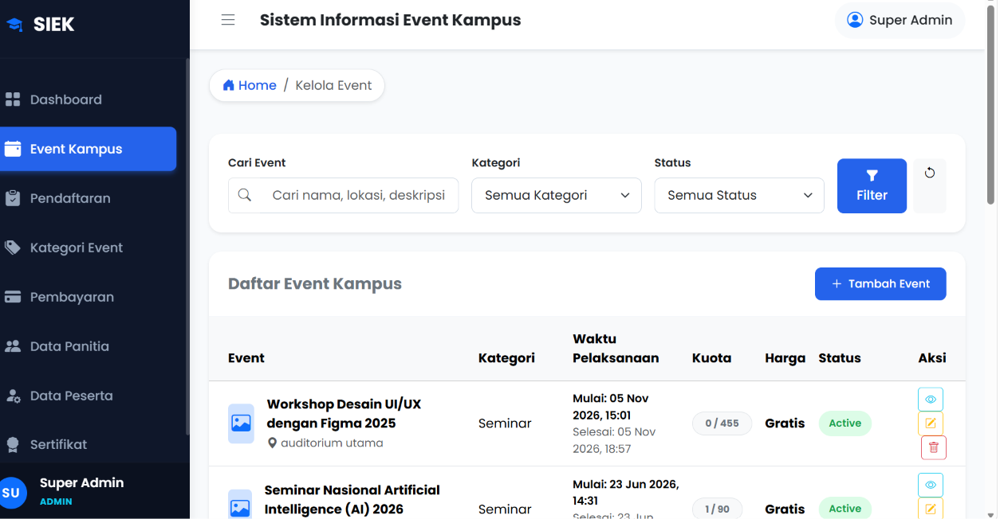 SIEK
Sistem Informasi Event Kampus
Super Admin
Dashboard
Event Kampus
Pendaftaran
Kategori Event
Pembayaran
Data Panitia
Data Peserta
Sertifikat
SU
Super Admin
ADMIN
Home / Kelola Event
Cari Event
Kategori
Status
Cari nama, lokasi, deskripsi
Semua Kategori
Semua Status
Filter
Daftar Event Kampus
+ Tambah Event
Event
Kategori
Waktu
Pelaksanaan
Kuota
Harga
Status
Aksi
Workshop Desain UI/UX
dengan Figma 2025
auditorium utama
Seminar
Mulai: 05 Nov
2026, 15:01
Selesai: 05 Nov
2026, 18:57
0 / 455
Gratis
Active
Seminar Nasional Artificial
Intelligence (AI) 2026
Seminar
Mulai: 23 Jun 2026,
14:31
Selesai: 23 Jun
1 / 90
Gratis
Active